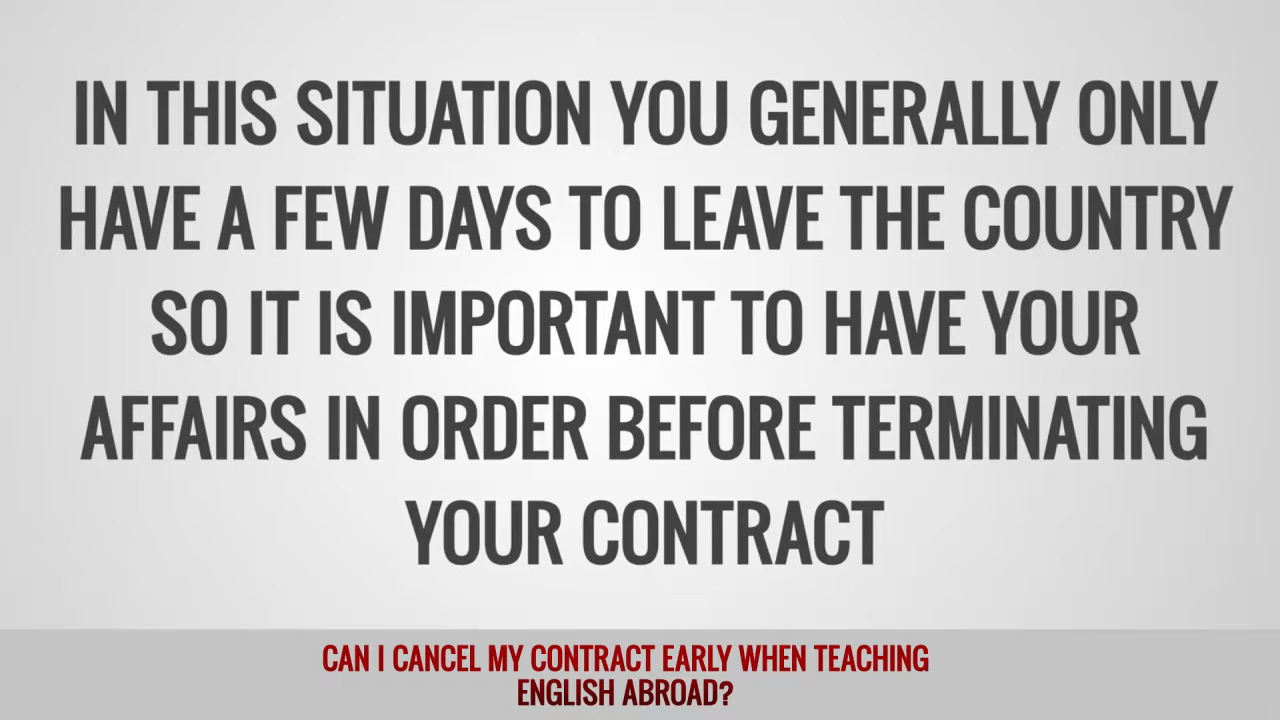 IN THIS SITUATION YOU GENERALLY ONLY
HAVE A FEW DAYS TO LEAVE THE COUNTRY
SO IT IS IMPORTANT TO HAVE YOUR
AFFAIRS IN ORDER BEFORE TERMINATING
YOUR CONTRACT
CAN I CANCEL MY CONTRACT EARLY WHEN TEACHING
ENGLISH ABROAD?